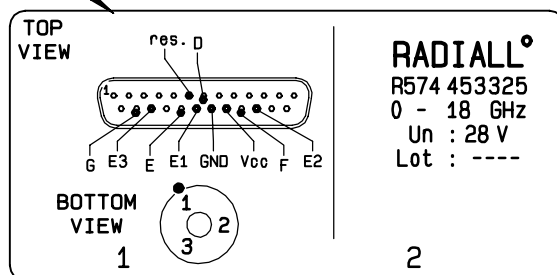 TOP
VIEW
res. D
1
G E3 E E1 GND Vcc F E2
BOTTOM
VIEW
1
2
3
1
RADIALL°
R574 453325
0 - 18 GHz
Un : 28 V
Lot : ----
2